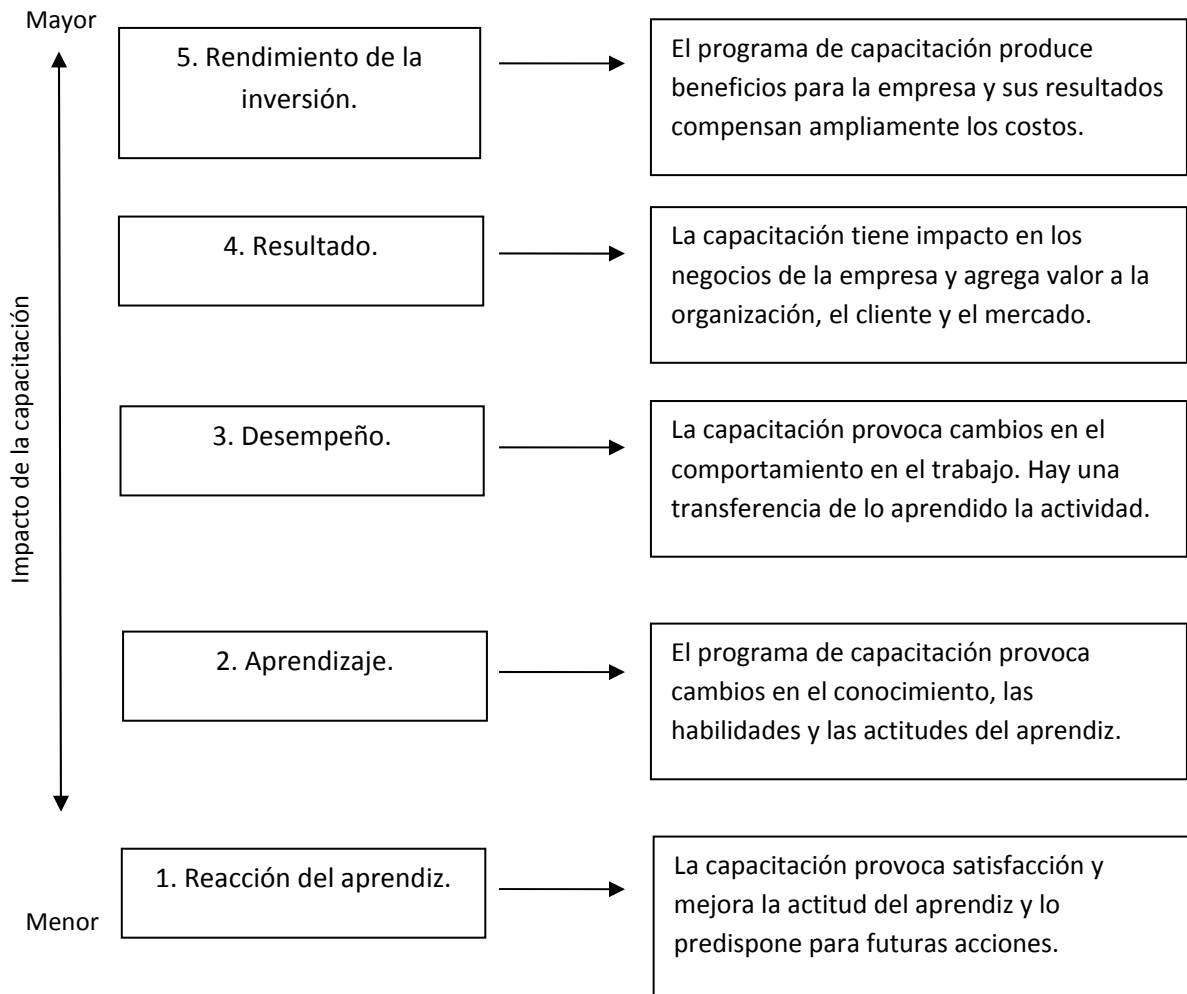 Mayor
5. Rendimiento de la
inversión.
El programa de capacitación produce
beneficios para la empresa y sus resultados
compensan ampliamente los costos.
4. Resultado.
La capacitación tiene impacto en los
negocios de la empresa y agrega valor a la
organización, el cliente y el mercado.
Impacto de la capacitación
3. Desempeño.
La capacitación provoca cambios en el
comportamiento en el trabajo. Hay una
transferencia de lo aprendido la actividad.
2. Aprendizaje.
El programa de capacitación provoca
cambios en el conocimiento, las
habilidades y las actitudes del aprendiz.
1. Reacción del aprendiz.
La capacitación provoca satisfacción y
mejora la actitud del aprendiz y lo
predispone para futuras acciones.
Menor